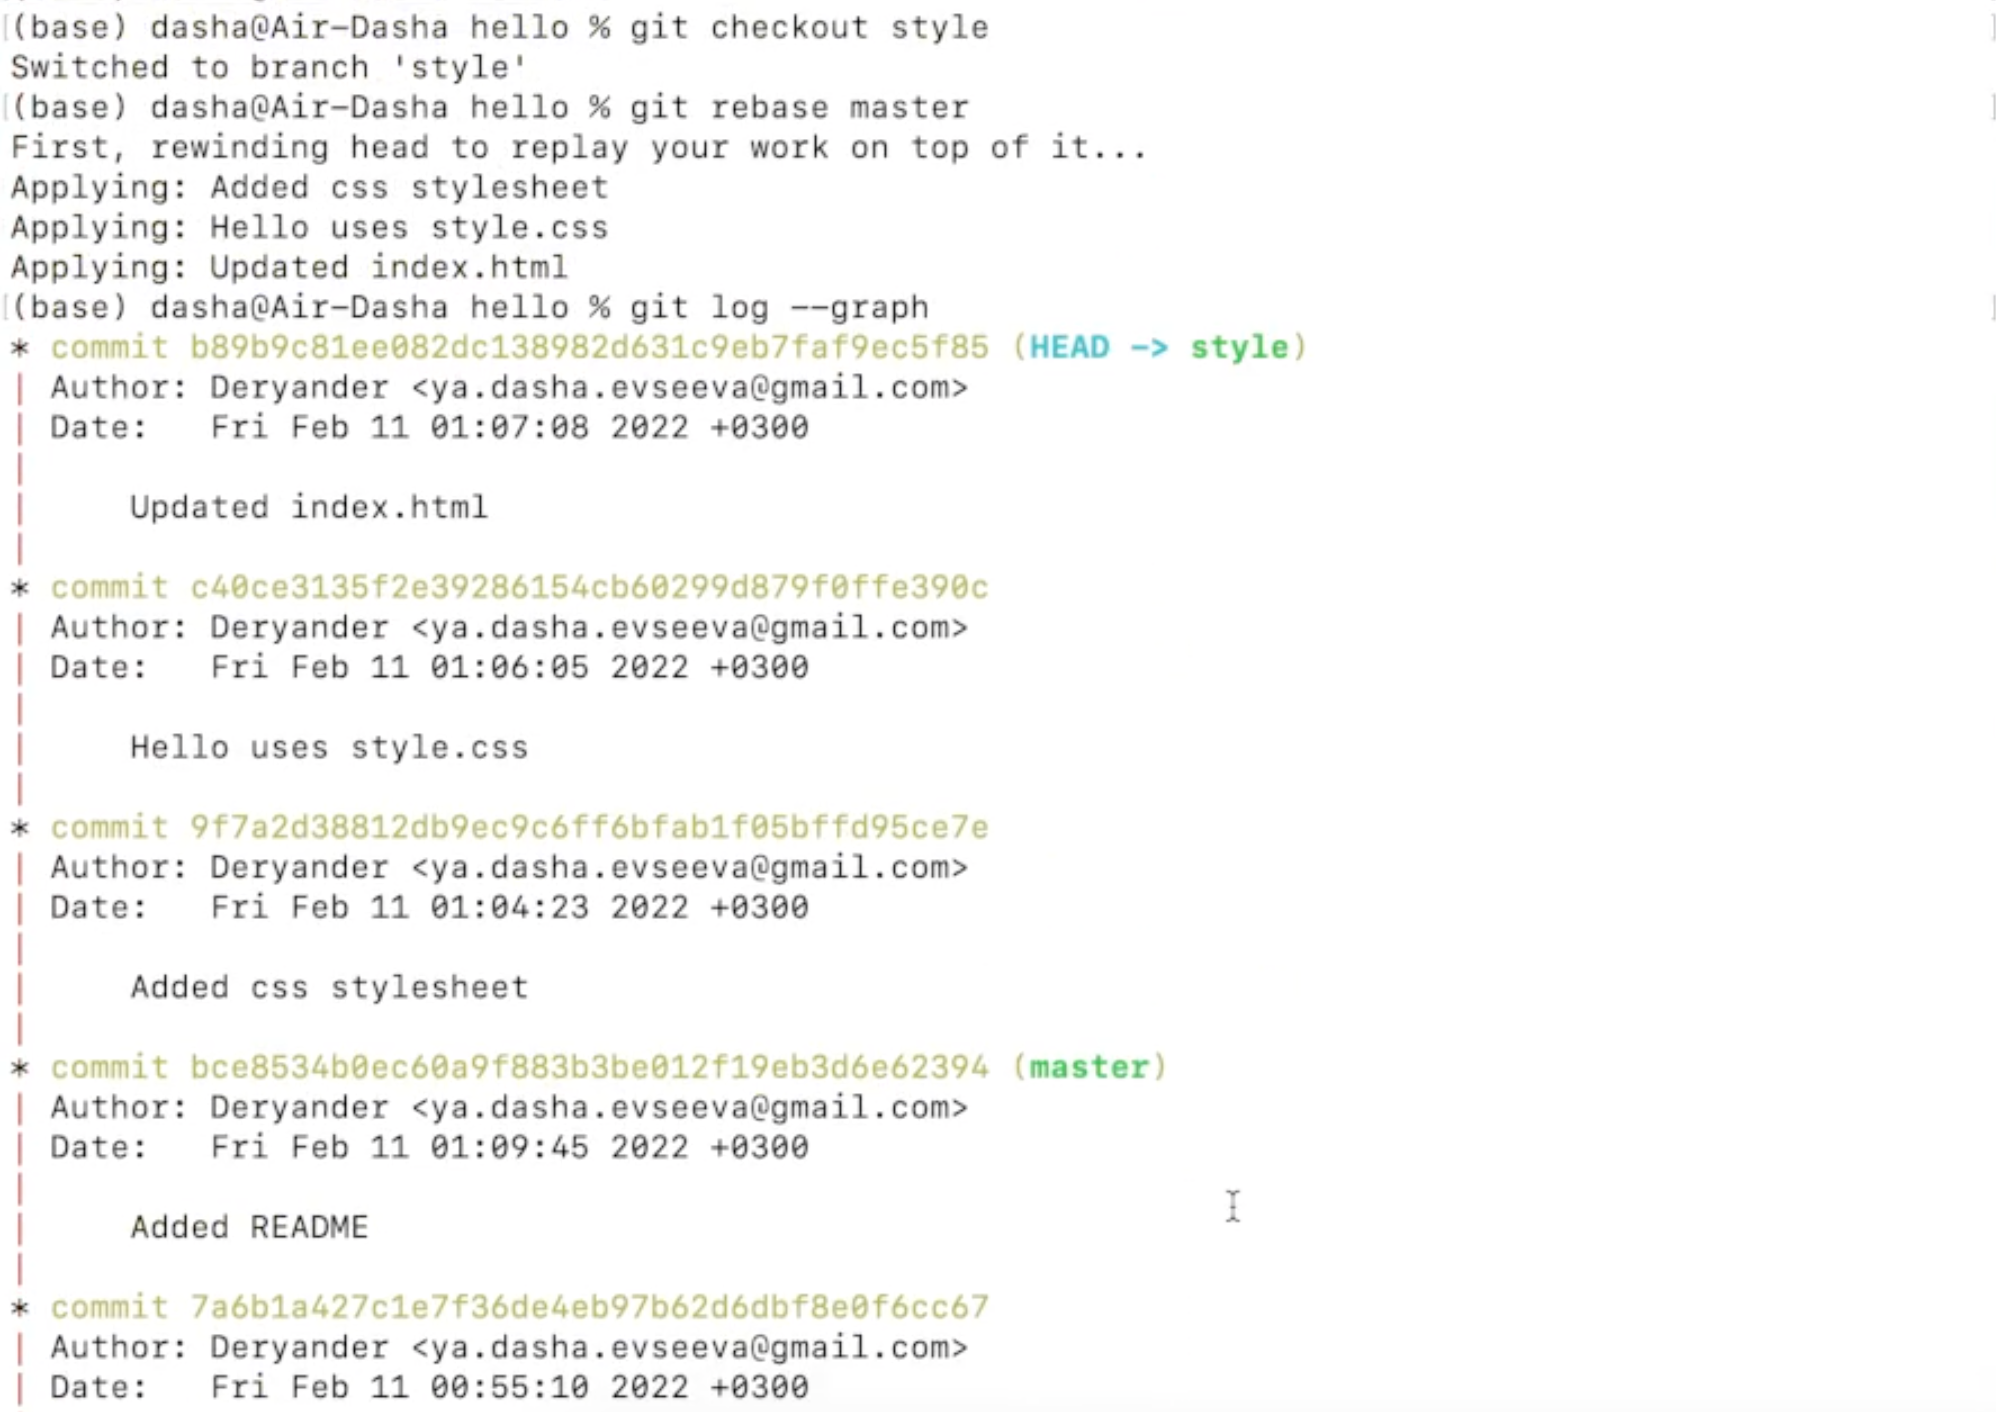 (base) dasha@Air-Dasha hello % git checkout style
Switched to branch 'style'
(base) dasha@Air-Dasha hello % git rebase master
First, rewinding head to replay your work on top of it...
Applying: Added css stylesheet
Applying: Hello uses style.css
Applying: Updated index.html
(base) dasha@Air-Dasha hello % git log --graph
* commit b89b9c81ee082dc138982d631c9eb7faf9ec5f85 (HEAD -> style)
| Author: Deryander <ya.dasha.evseeva@gmail.com>
| Date:   Fri Feb 11 01:07:08 2022 +0300
|
|     Updated index.html
|
* commit c40ce3135f2e39286154cb60299d879f0ffe390c
| Author: Deryander <ya.dasha.evseeva@gmail.com>
| Date:   Fri Feb 11 01:06:05 2022 +0300
|
|     Hello uses style.css
|
* commit 9f7a2d38812db9ec9c6ff6bfab1f05bffd95ce7e
| Author: Deryander <ya.dasha.evseeva@gmail.com>
| Date:   Fri Feb 11 01:04:23 2022 +0300
|
|     Added css stylesheet
|
* commit bce8534b0ec60a9f883b3be012f19eb3d6e62394 (master)
| Author: Deryander <ya.dasha.evseeva@gmail.com>
| Date:   Fri Feb 11 01:09:45 2022 +0300
|
|     Added README
|
* commit 7a6b1a427c1e7f36de4eb97b62d6dbf8e0f6cc67
| Author: Deryander <ya.dasha.evseeva@gmail.com>
| Date:   Fri Feb 11 00:55:10 2022 +0300